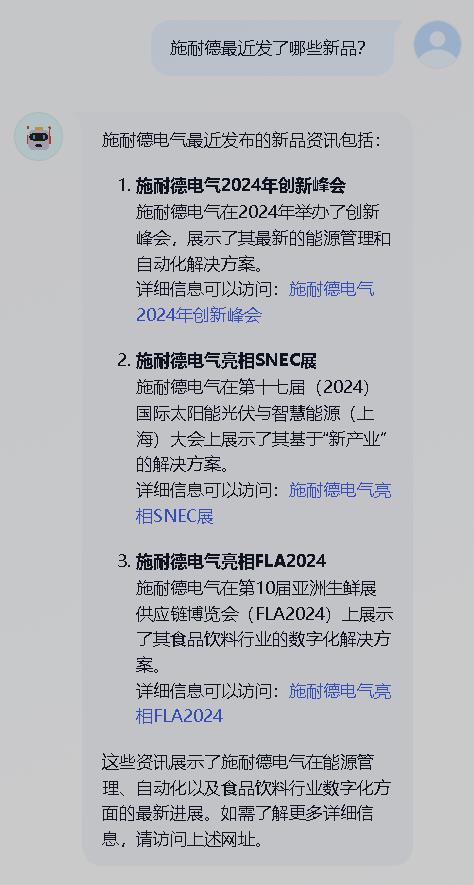 施耐德最近发了哪些新品？
施耐德电气最近发布的新品资讯包括：
1. 施耐德电气2024年创新峰会
施耐德电气在2024年举办了创新
峰会，展示了其最新的能源管理和
自动化解决方案。
详细信息可以访问：施耐德电气
2024年创新峰会
2. 施耐德电气亮相SNEC展
施耐德电气在第十七届（2024）
国际太阳能光伏与智慧能源（上
海）大会上展示了其基于“新产业”
的解决方案。
详细信息可以访问：施耐德电气亮
相SNEC展
3. 施耐德电气亮相FLA2024
施耐德电气在第10届亚洲生鲜展
供应链博览会（FLA2024）上展示
了其食品饮料行业的数字化解决方
案。
详细信息可以访问：施耐德电气亮
相FLA2024
这些资讯展示了施耐德电气在能源管
理、自动化以及食品饮料行业数字化方
面的最新进展。如需了解更多详细信
息，请访问上述网址。